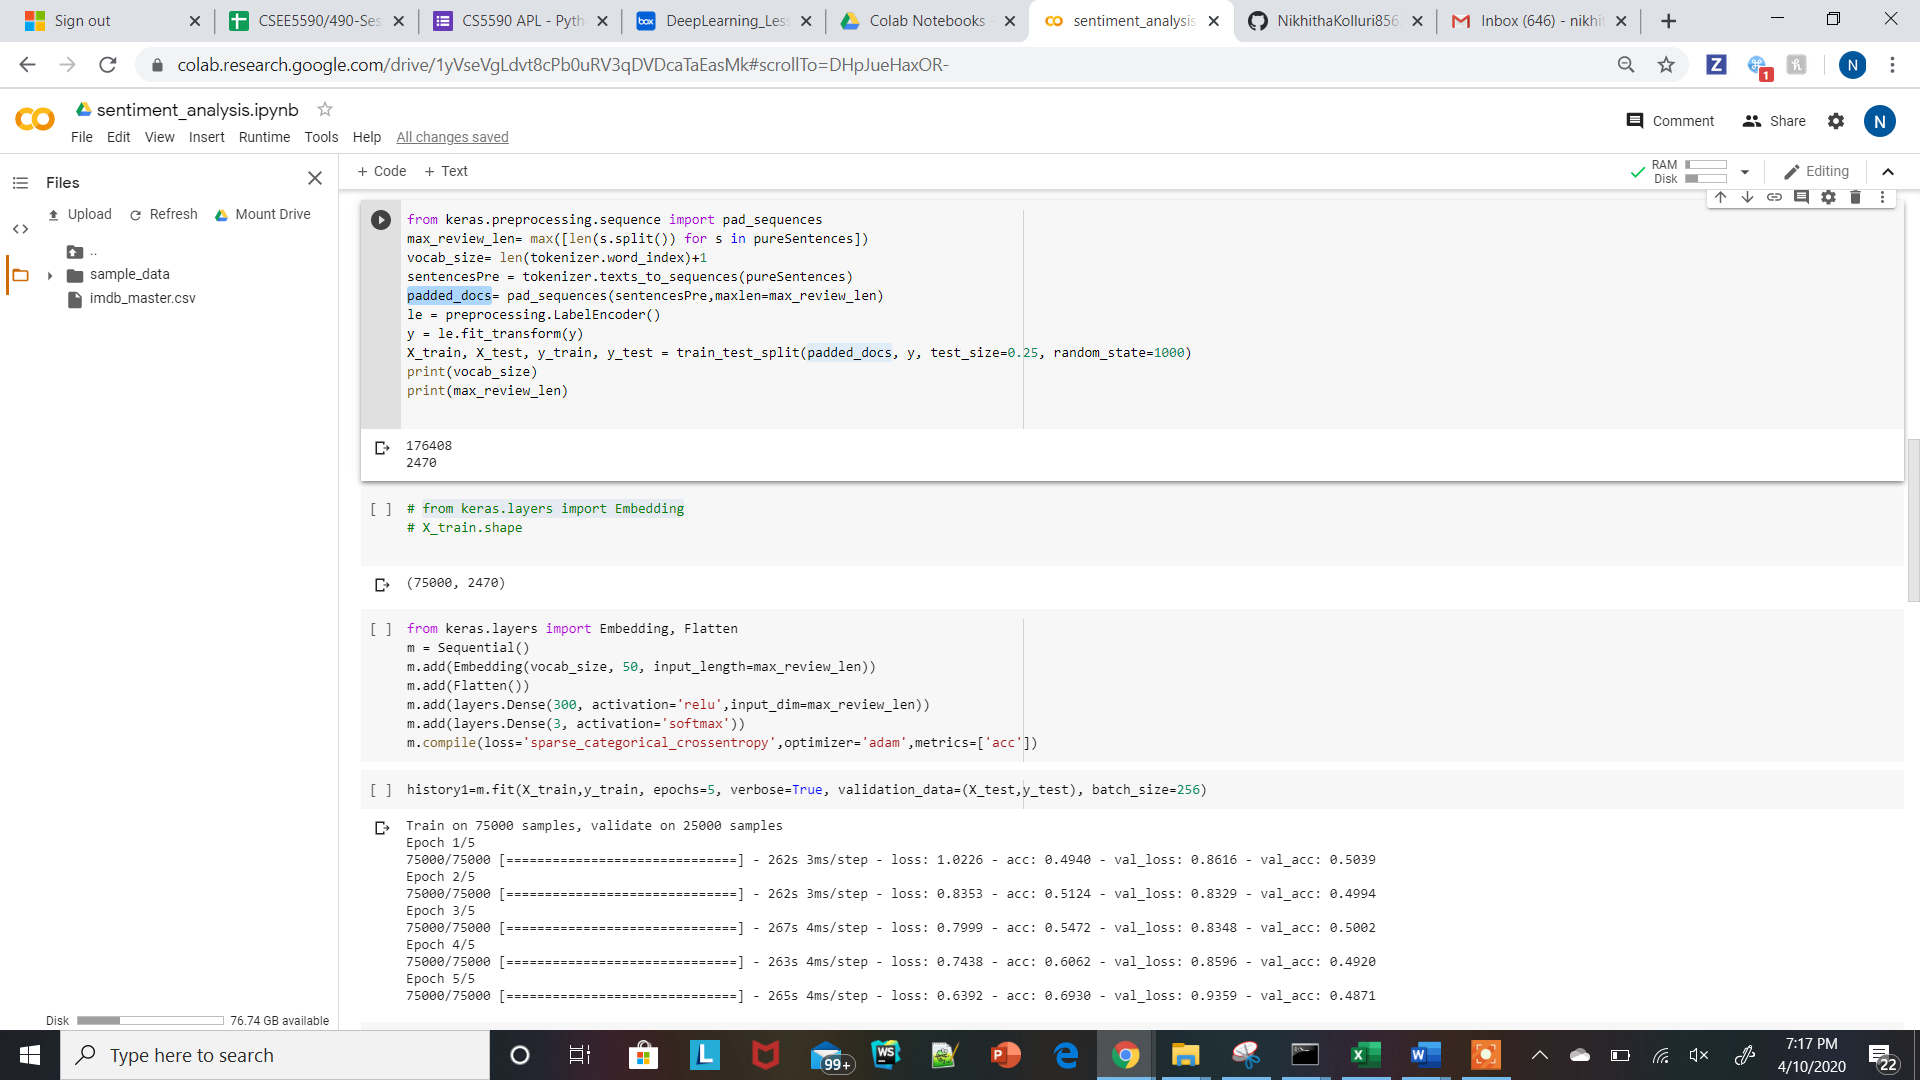 Sign out
CSEE5590/490-Ses
CS5590 APL - Pyth
DeepLearning_Less
Colab Notebooks
sentiment_analysis
NikhithaKolluri856
Inbox (646) - nikhit
colab.research.google.com/drive/1yVseVgLdvt8cPb0uRV3qDVDcaTaEasMk#scrollTo=DHpJueHaxOR-
1
N
sentiment_analysis.ipynb
File Edit View Insert Runtime Tools Help All changes saved
Comment Share N
Files
+ Code + Text
RAM
Disk
Editing
Upload Refresh Mount Drive
..
sample_data
imdb_master.csv
from keras.preprocessing.sequence import pad_sequences
max_review_len= max([len(s.split()) for s in pureSentences])
vocab_size= len(tokenizer.word_index)+1
sentencesPre = tokenizer.texts_to_sequences(pureSentences)
padded_docs= pad_sequences(sentencesPre,maxlen=max_review_len)
le = preprocessing.LabelEncoder()
y = le.fit_transform(y)
X_train, X_test, y_train, y_test = train_test_split(padded_docs, y, test_size=0.25, random_state=1000)
print(vocab_size)
print(max_review_len)
176408
2470
[ ] # from keras.layers import Embedding
# X_train.shape
(75000, 2470)
[ ] from keras.layers import Embedding, Flatten
m = Sequential()
m.add(Embedding(vocab_size, 50, input_length=max_review_len))
m.add(Flatten())
m.add(layers.Dense(300, activation='relu',input_dim=max_review_len))
m.add(layers.Dense(3, activation='softmax'))
m.compile(loss='sparse_categorical_crossentropy',optimizer='adam',metrics=['acc'])
[ ] history1=m.fit(X_train,y_train, epochs=5, verbose=True, validation_data=(X_test,y_test), batch_size=256)
Train on 75000 samples, validate on 25000 samples
Epoch 1/5
75000/75000 [==============================] - 262s 3ms/step - loss: 1.0226 - acc: 0.4940 - val_loss: 0.8616 - val_acc: 0.5039
Epoch 2/5
75000/75000 [==============================] - 262s 3ms/step - loss: 0.8353 - acc: 0.5124 - val_loss: 0.8329 - val_acc: 0.4994
Epoch 3/5
75000/75000 [==============================] - 267s 4ms/step - loss: 0.7999 - acc: 0.5472 - val_loss: 0.8348 - val_acc: 0.5002
Epoch 4/5
75000/75000 [==============================] - 263s 4ms/step - loss: 0.7438 - acc: 0.6062 - val_loss: 0.8596 - val_acc: 0.4920
Epoch 5/5
75000/75000 [==============================] - 265s 4ms/step - loss: 0.6392 - acc: 0.6930 - val_loss: 0.9359 - val_acc: 0.4871
Disk 76.74 GB available
Type here to search
99+
7:17 PM
4/10/2020
22